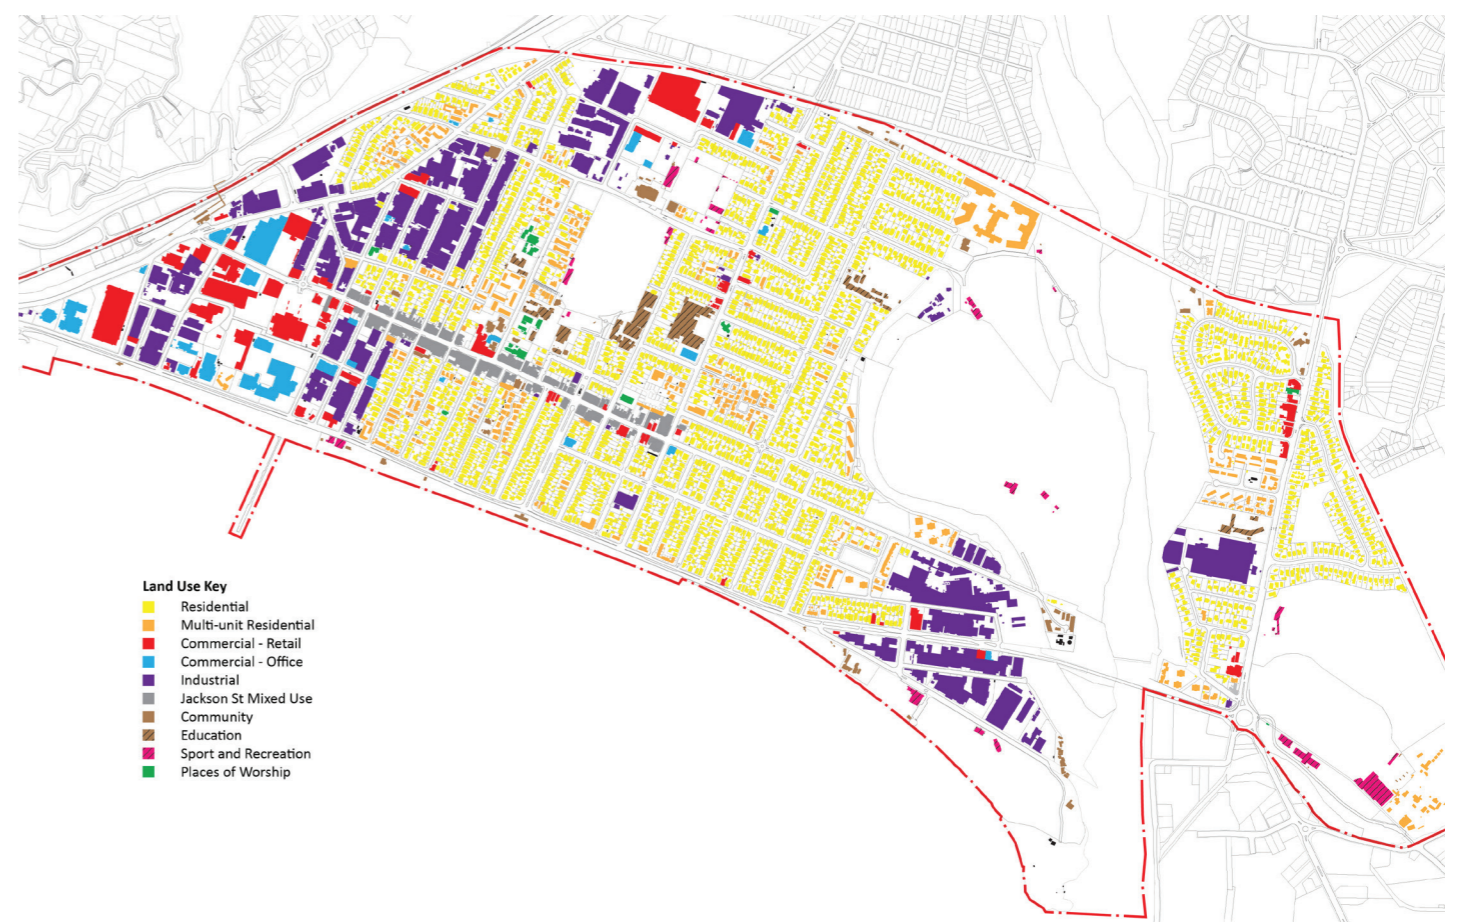 Land Use Key
Residential
Multi-unit Residential
Commercial - Retail
Commercial - Office
Industrial
Jackson St Mixed Use
Community
Education
Sport and Recreation
Places of Worship